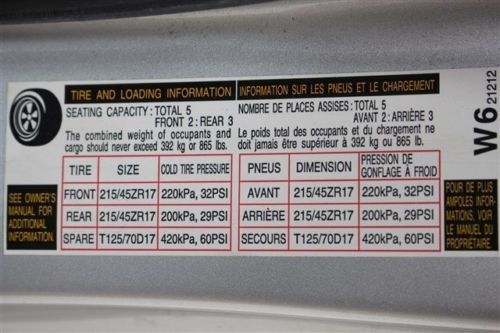 TIRE AND LOADING INFORMATION
SEATING CAPACITY: TOTAL 5
FRONT 2: REAR 3
The combined weight of occupants and
cargo should never exceed 392 kg or 865 lbs.
TIRE SIZE COLD TIRE PRESSURE
FRONT 215/45ZR17 220kPa, 32PSI
REAR 215/45ZR17 200kPa, 29PSI
SPARE T125/70D17 420kPa, 60PSI
SEE OWNER'S
MANUAL FOR
ADDITIONAL
INFORMATION.
INFORMATION SUR LES PNEUS ET LE CHARGEMENT
NOMBRE DE PLACES ASSISES: TOTAL 5
AVANT 2: ARRIÈRE 3
Le poids total des occupants et du chargement ne
doit jamais être supérieur à 392 kg ou 865 lb.
PNEUS DIMENSION PRESSION DE
GONFLAGE À FROID
AVANT 215/45ZR17 220kPa, 32PSI
ARRIÈRE 215/45ZR17 200kPa, 29PSI
SECOURS T125/70D17 420kPa, 60PSI
POUR DE PLUS
AMPLES INFOR-
MATIONS, VOIR
LE MANUEL DU
PROPRIÉTAIRE.
W6 21212